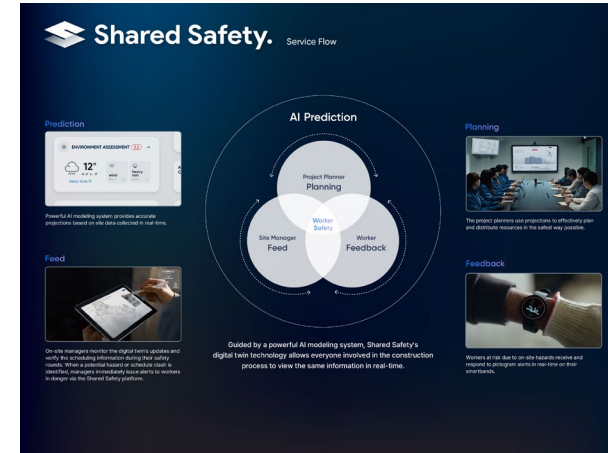 Shared Safety.
Service Flow
Prediction
ENVIRONMENT ASSESSMENT
12°
wind
heavy rain
Powerful AI modeling system provides accurate
projections based on site data collected in real-time.
Feed
On-site managers monitor the digital twin's updates and
verify the scheduling information during their safety
rounds. When a potential hazard or schedule clash is
identified, managers immediately issue alerts to workers
in danger via the Shared Safety platform.
AI Prediction
Project Planner
Planning
Worker
Safety
Site Manager
Feed
Worker
Feedback
Guided by a powerful AI modeling system, Shared Safety's
digital twin technology allows everyone involved in the construction
process to view the same information in real-time.
Planning
The project planners use projections to effectively plan
and distribute resources in the safest way possible.
Feedback
Workers at risk due to on-site hazards receive and
respond to pictogram alerts in real-time on their
smartbands.